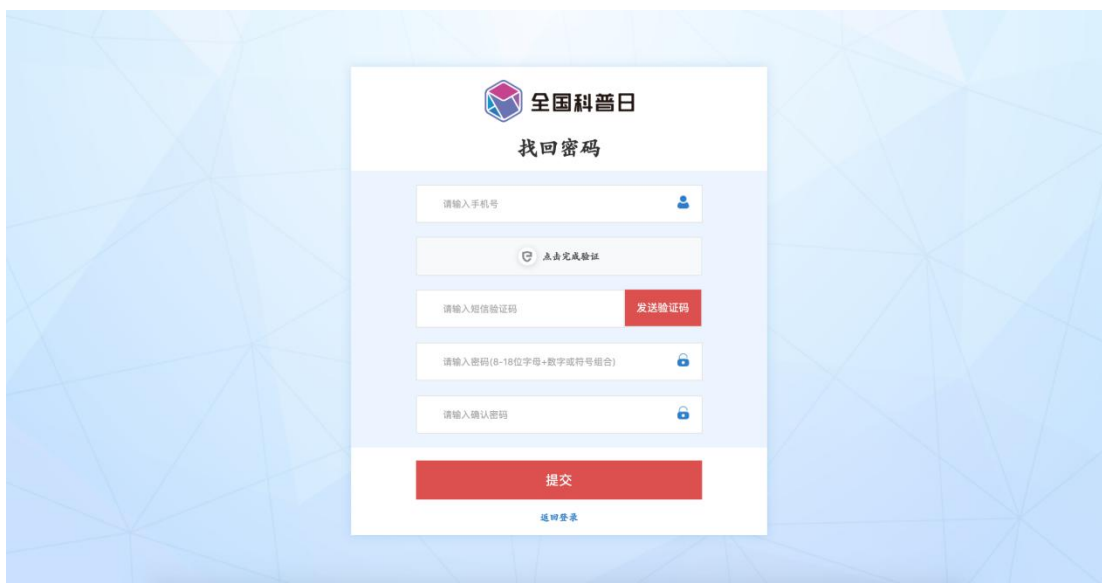 全国科普日
找回密码
请输入手机号
点击完成验证
请输入短信验证码 发送验证码
请输入密码(8-18位字母+数字或符号组合)
请输入确认密码
提交
返回登录